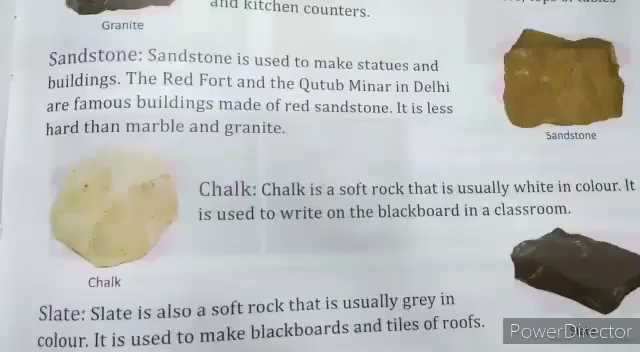 and kitchen counters.
Granite
Sandstone: Sandstone is used to make statues and
buildings. The Red Fort and the Qutub Minar in Delhi
are famous buildings made of red sandstone. It is less
hard than marble and granite.
Sandstone
Chalk: Chalk is a soft rock that is usually white in colour. It
is used to write on the blackboard in a classroom.
Chalk
Slate: Slate is also a soft rock that is usually grey in
colour. It is used to make blackboards and tiles of roofs.
PowerDirector